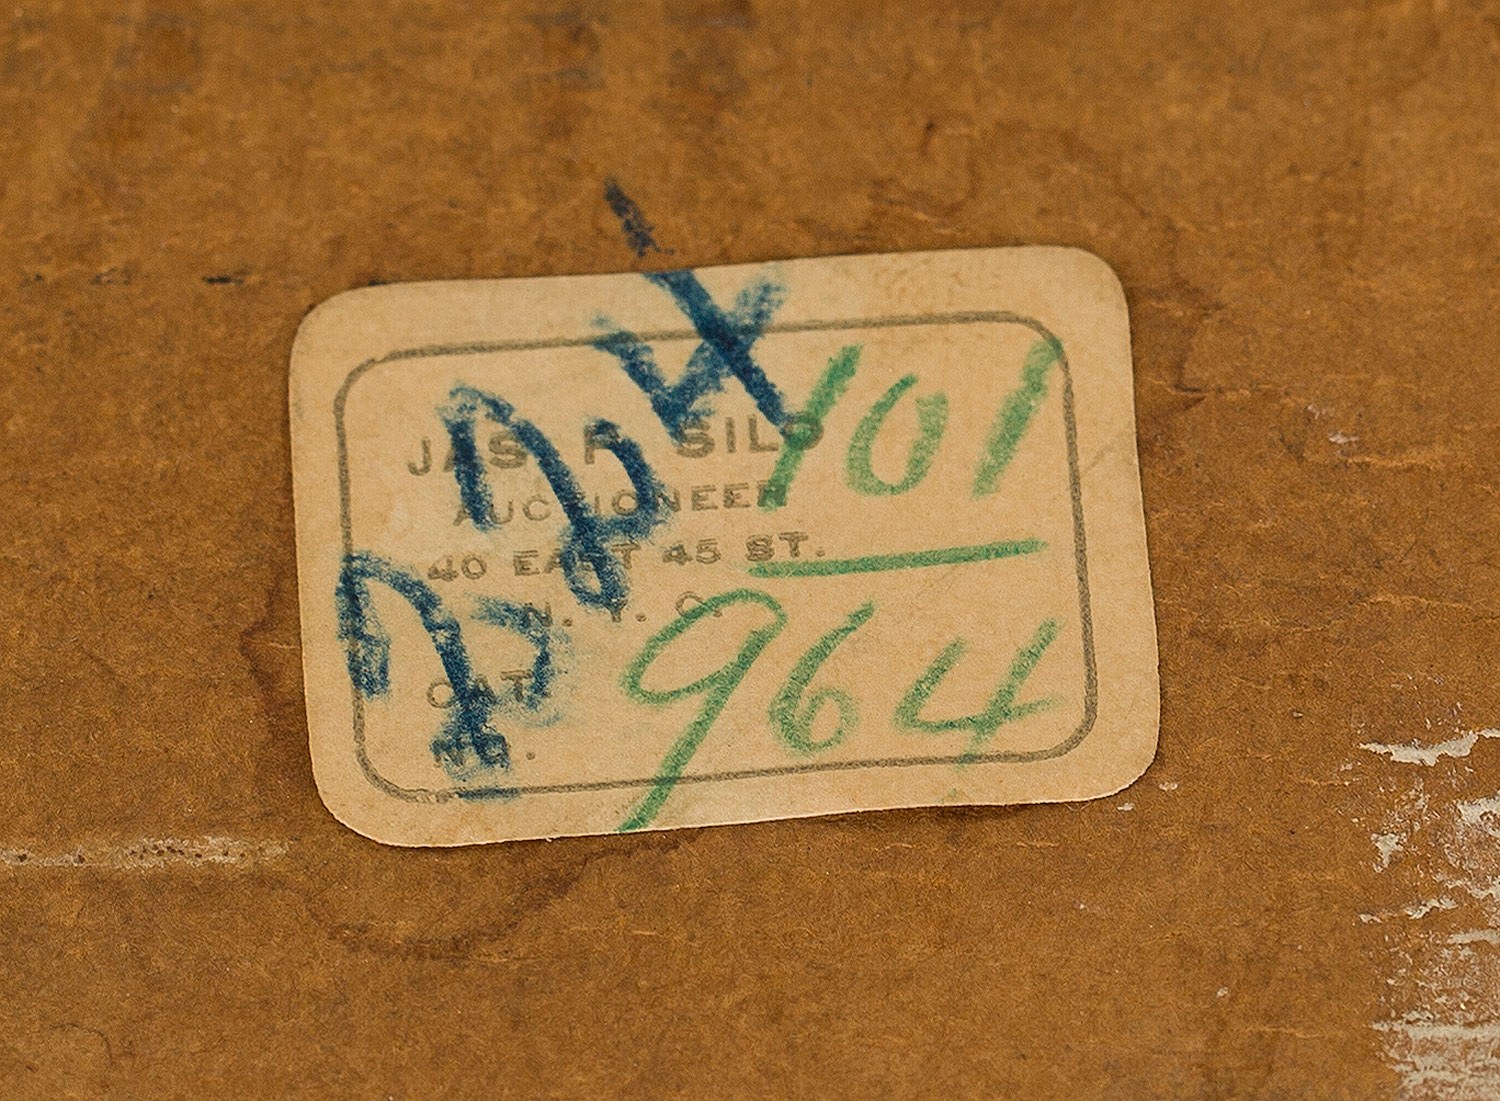 JAS. P. SILO
AUCTIONEER
40 EAST 45 ST.
N. Y. C.
CAT.
NO.
101
964